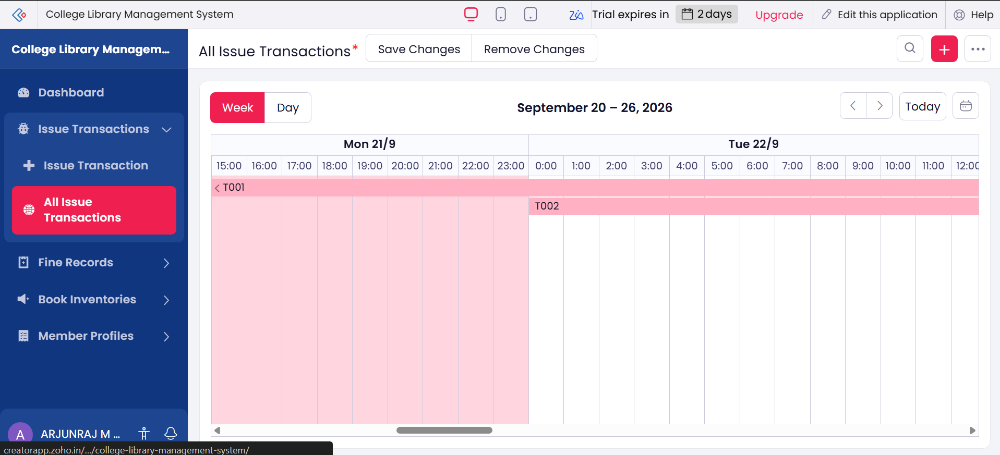 College Library Management System
Zia
Trial expires in
2 days
Upgrade
Edit this application
Help
College Library Managem...
All Issue Transactions*
Save Changes
Remove Changes
Dashboard
Issue Transactions
Issue Transaction
All Issue
Transactions
Fine Records
Book Inventories
Member Profiles
A
ARJUNRAJ M ...
creatorapp.zoho.in/.../college-library-management-system/
Week
Day
September 20 – 26, 2026
Today
Mon 21/9
Tue 22/9
15:00 16:00 17:00 18:00 19:00 20:00 21:00 22:00 23:00 0:00 1:00 2:00 3:00 4:00 5:00 6:00 7:00 8:00 9:00 10:00 11:00 12:00
T001
T002